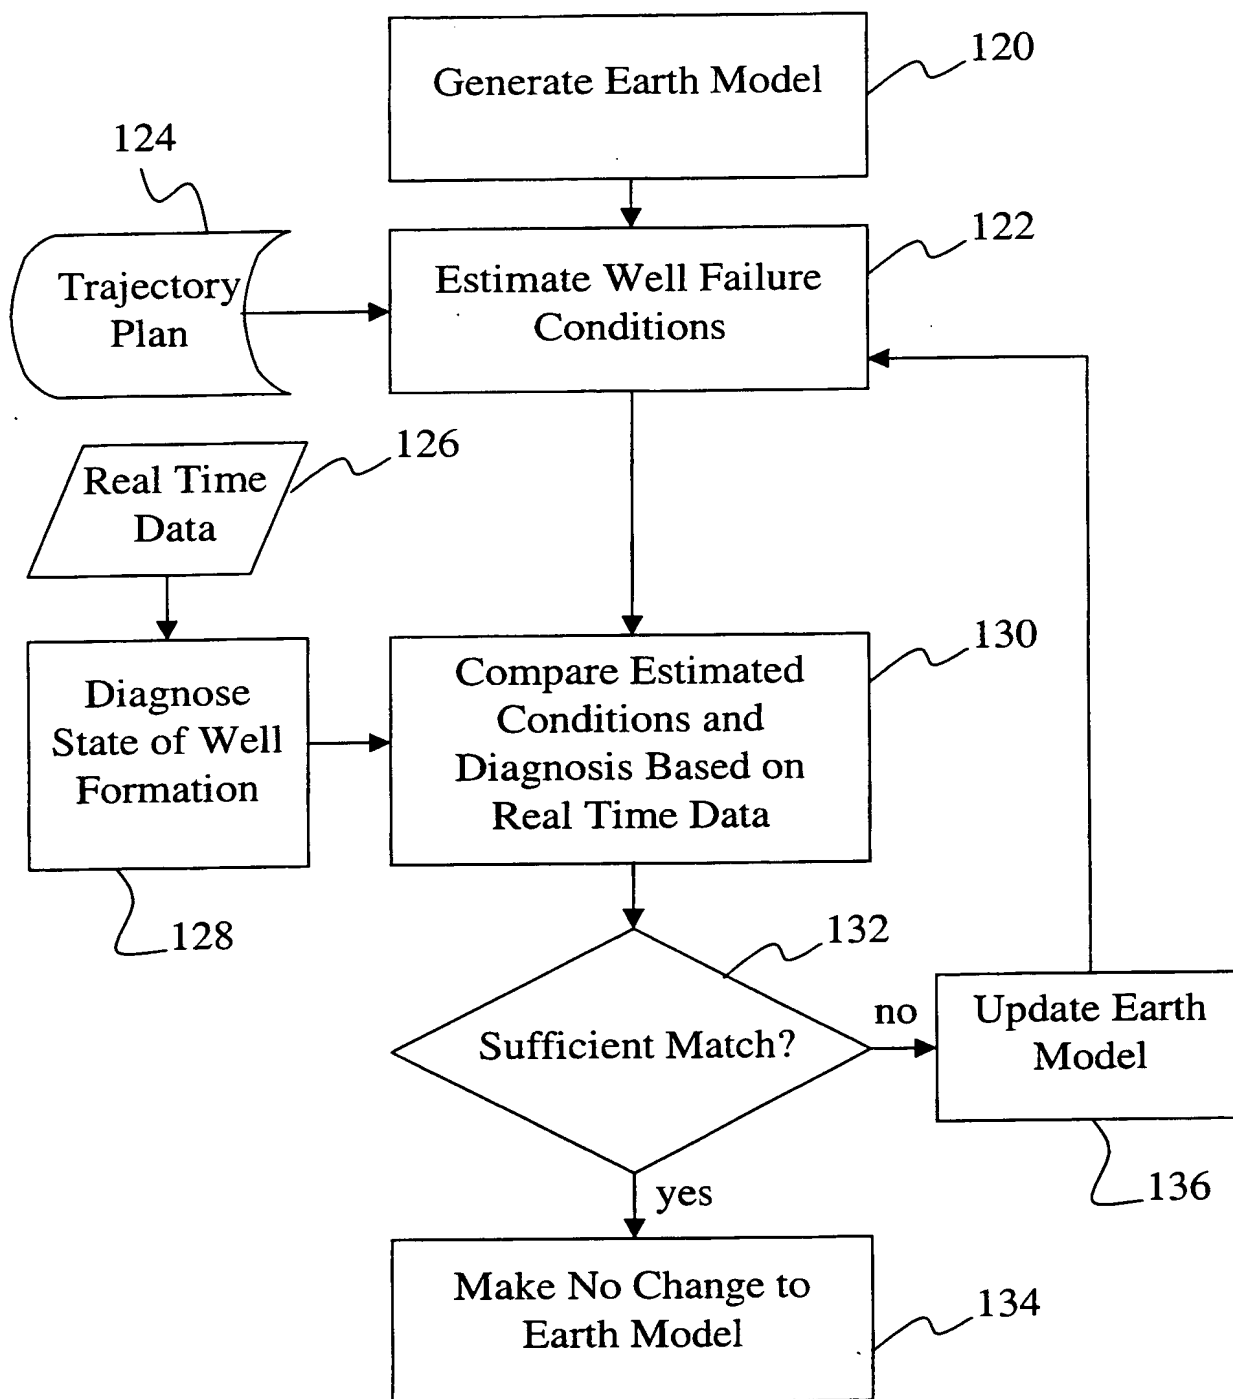 Generate Earth Model
120
124
Trajectory
Plan
Estimate Well Failure
Conditions
122
Real Time
Data
126
Diagnose
State of Well
Formation
128
Compare Estimated
Conditions and
Diagnosis Based on
Real Time Data
130
Sufficient Match?
132
no
Update Earth
Model
136
yes
Make No Change to
Earth Model
134